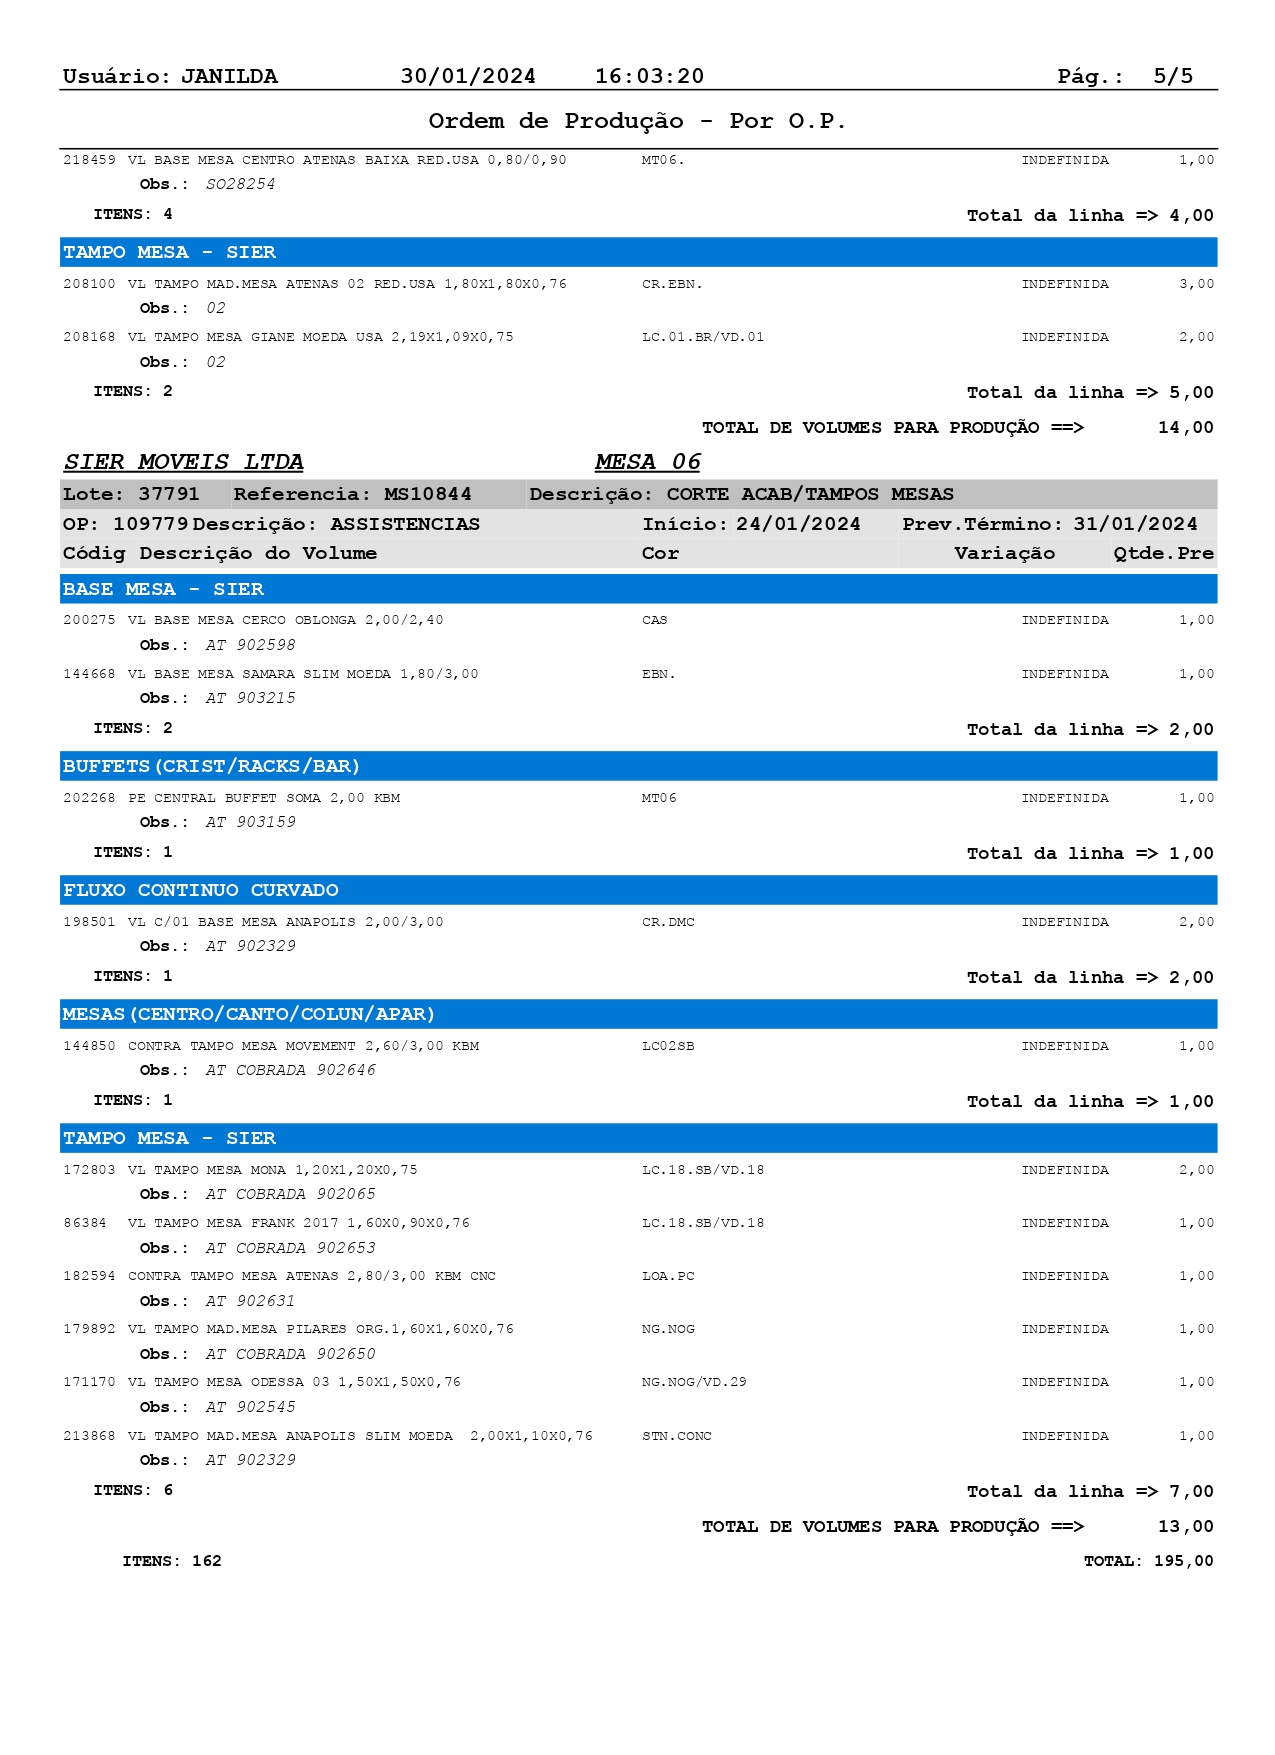 Usuário: JANILDA 30/01/2024 16:03:20 Pág.: 5/5
Ordem de Produção - Por O.P.
218459 VL BASE MESA CENTRO ATENAS BAIXA RED.USA 0,80/0,90 MT06. INDEFINIDA 1,00
Obs.: SO28254
ITENS: 4 Total da linha => 4,00
TAMPO MESA - SIER
208100 VL TAMPO MAD.MESA ATENAS 02 RED.USA 1,80X1,80X0,76 CR.EBN. INDEFINIDA 3,00
Obs.: 02
208168 VL TAMPO MESA GIANE MOEDA USA 2,19X1,09X0,75 LC.01.BR/VD.01 INDEFINIDA 2,00
Obs.: 02
ITENS: 2 Total da linha => 5,00
TOTAL DE VOLUMES PARA PRODUÇÃO ==> 14,00
SIER MOVEIS LTDA MESA 06
Lote: 37791 Referencia: MS10844 Descrição: CORTE ACAB/TAMPOS MESAS
OP: 109779 Descrição: ASSISTENCIAS Início: 24/01/2024 Prev.Término: 31/01/2024
Códig Descrição do Volume Cor Variação Qtde.Pre
BASE MESA - SIER
200275 VL BASE MESA CERCO OBLONGA 2,00/2,40 CAS INDEFINIDA 1,00
Obs.: AT 902598
144668 VL BASE MESA SAMARA SLIM MOEDA 1,80/3,00 EBN. INDEFINIDA 1,00
Obs.: AT 903215
ITENS: 2 Total da linha => 2,00
BUFFETS(CRIST/RACKS/BAR)
202268 PE CENTRAL BUFFET SOMA 2,00 KBM MT06 INDEFINIDA 1,00
Obs.: AT 903159
ITENS: 1 Total da linha => 1,00
FLUXO CONTINUO CURVADO
198501 VL C/01 BASE MESA ANAPOLIS 2,00/3,00 CR.DMC INDEFINIDA 2,00
Obs.: AT 902329
ITENS: 1 Total da linha => 2,00
MESAS(CENTRO/CANTO/COLUN/APAR)
144850 CONTRA TAMPO MESA MOVEMENT 2,60/3,00 KBM LC02SB INDEFINIDA 1,00
Obs.: AT COBRADA 902646
ITENS: 1 Total da linha => 1,00
TAMPO MESA - SIER
172803 VL TAMPO MESA MONA 1,20X1,20X0,75 LC.18.SB/VD.18 INDEFINIDA 2,00
Obs.: AT COBRADA 902065
86384 VL TAMPO MESA FRANK 2017 1,60X0,90X0,76 LC.18.SB/VD.18 INDEFINIDA 1,00
Obs.: AT COBRADA 902653
182594 CONTRA TAMPO MESA ATENAS 2,80/3,00 KBM CNC LOA.PC INDEFINIDA 1,00
Obs.: AT 902631
179892 VL TAMPO MAD.MESA PILARES ORG.1,60X1,60X0,76 NG.NOG INDEFINIDA 1,00
Obs.: AT COBRADA 902650
171170 VL TAMPO MESA ODESSA 03 1,50X1,50X0,76 NG.NOG/VD.29 INDEFINIDA 1,00
Obs.: AT 902545
213868 VL TAMPO MAD.MESA ANAPOLIS SLIM MOEDA 2,00X1,10X0,76 STN.CONC INDEFINIDA 1,00
Obs.: AT 902329
ITENS: 6 Total da linha => 7,00
TOTAL DE VOLUMES PARA PRODUÇÃO ==> 13,00
ITENS: 162 TOTAL: 195,00